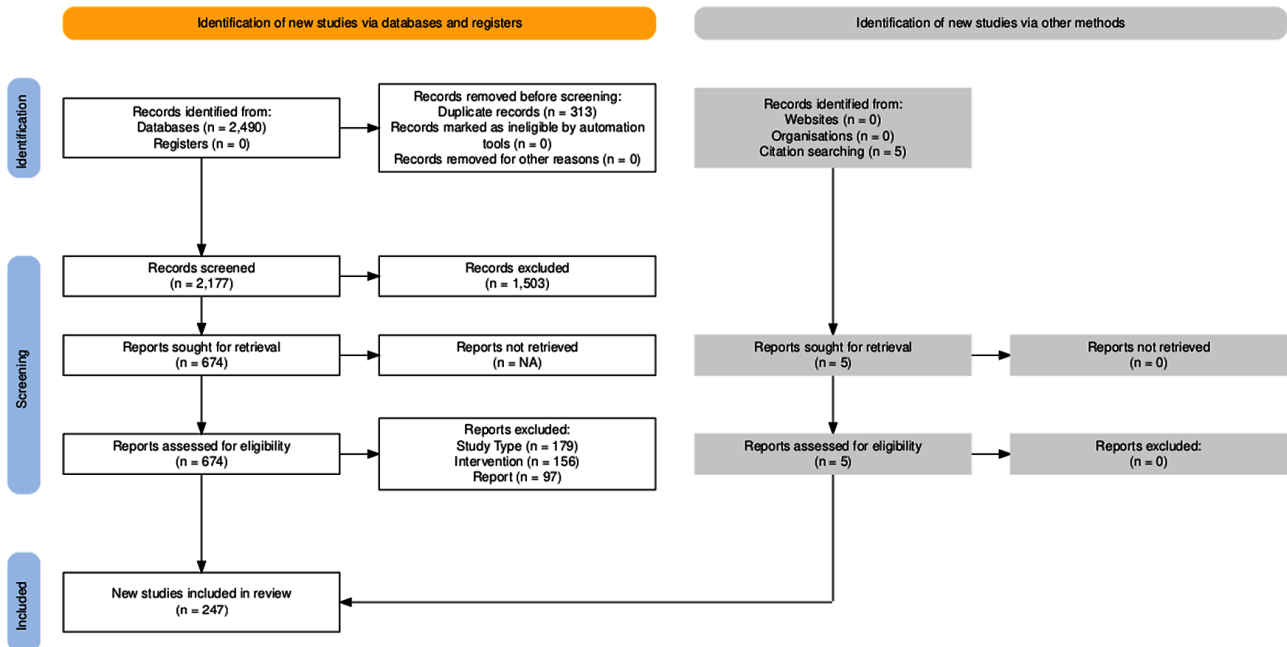 Identification of new studies via databases and registers
Identification of new studies via other methods
Identification
Records identified from:
Databases (n = 2,490)
Registers (n = 0)
Records removed before screening:
Duplicate records (n = 313)
Records marked as ineligible by automation
tools (n = 0)
Records removed for other reasons (n = 0)
Records identified from:
Websites (n = 0)
Organisations (n = 0)
Citation searching (n = 5)
Screening
Records screened
(n = 2,177)
Records excluded
(n = 1,503)
Reports sought for retrieval
(n = 674)
Reports not retrieved
(n = NA)
Reports sought for retrieval
(n = 5)
Reports not retrieved
(n = 0)
Reports assessed for eligibility
(n = 674)
Reports excluded:
Study Type (n = 179)
Intervention (n = 156)
Report (n = 97)
Reports assessed for eligibility
(n = 5)
Reports excluded:
(n = 0)
Included
New studies included in review
(n = 247)